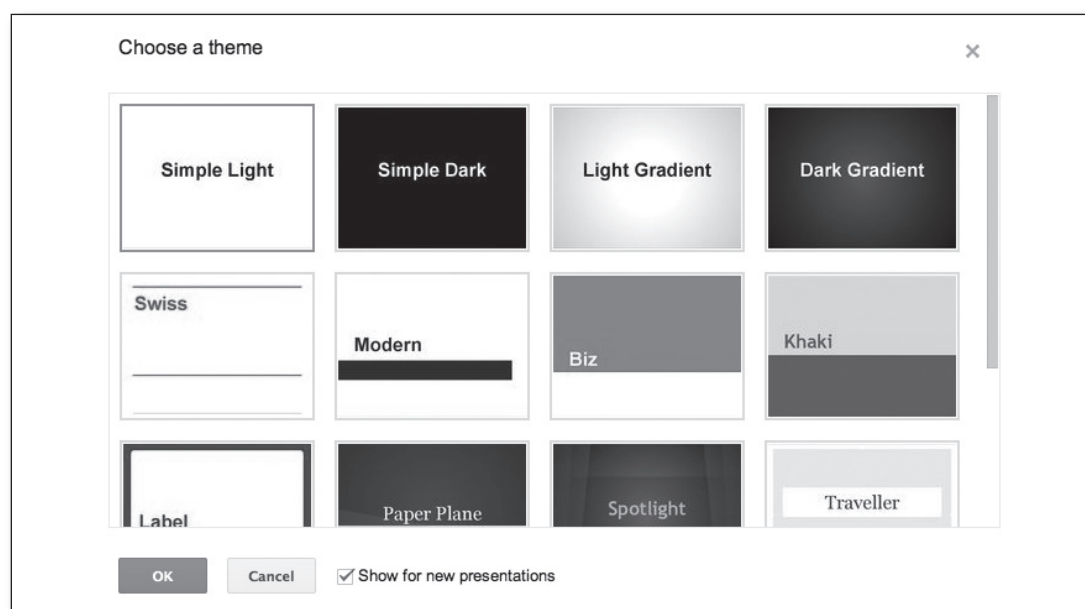 Choose a theme
Simple Light
Simple Dark
Light Gradient
Dark Gradient
Swiss
Modern
Biz
Khaki
Label
Paper Plane
Spotlight
Traveller
OK
Cancel
Show for new presentations